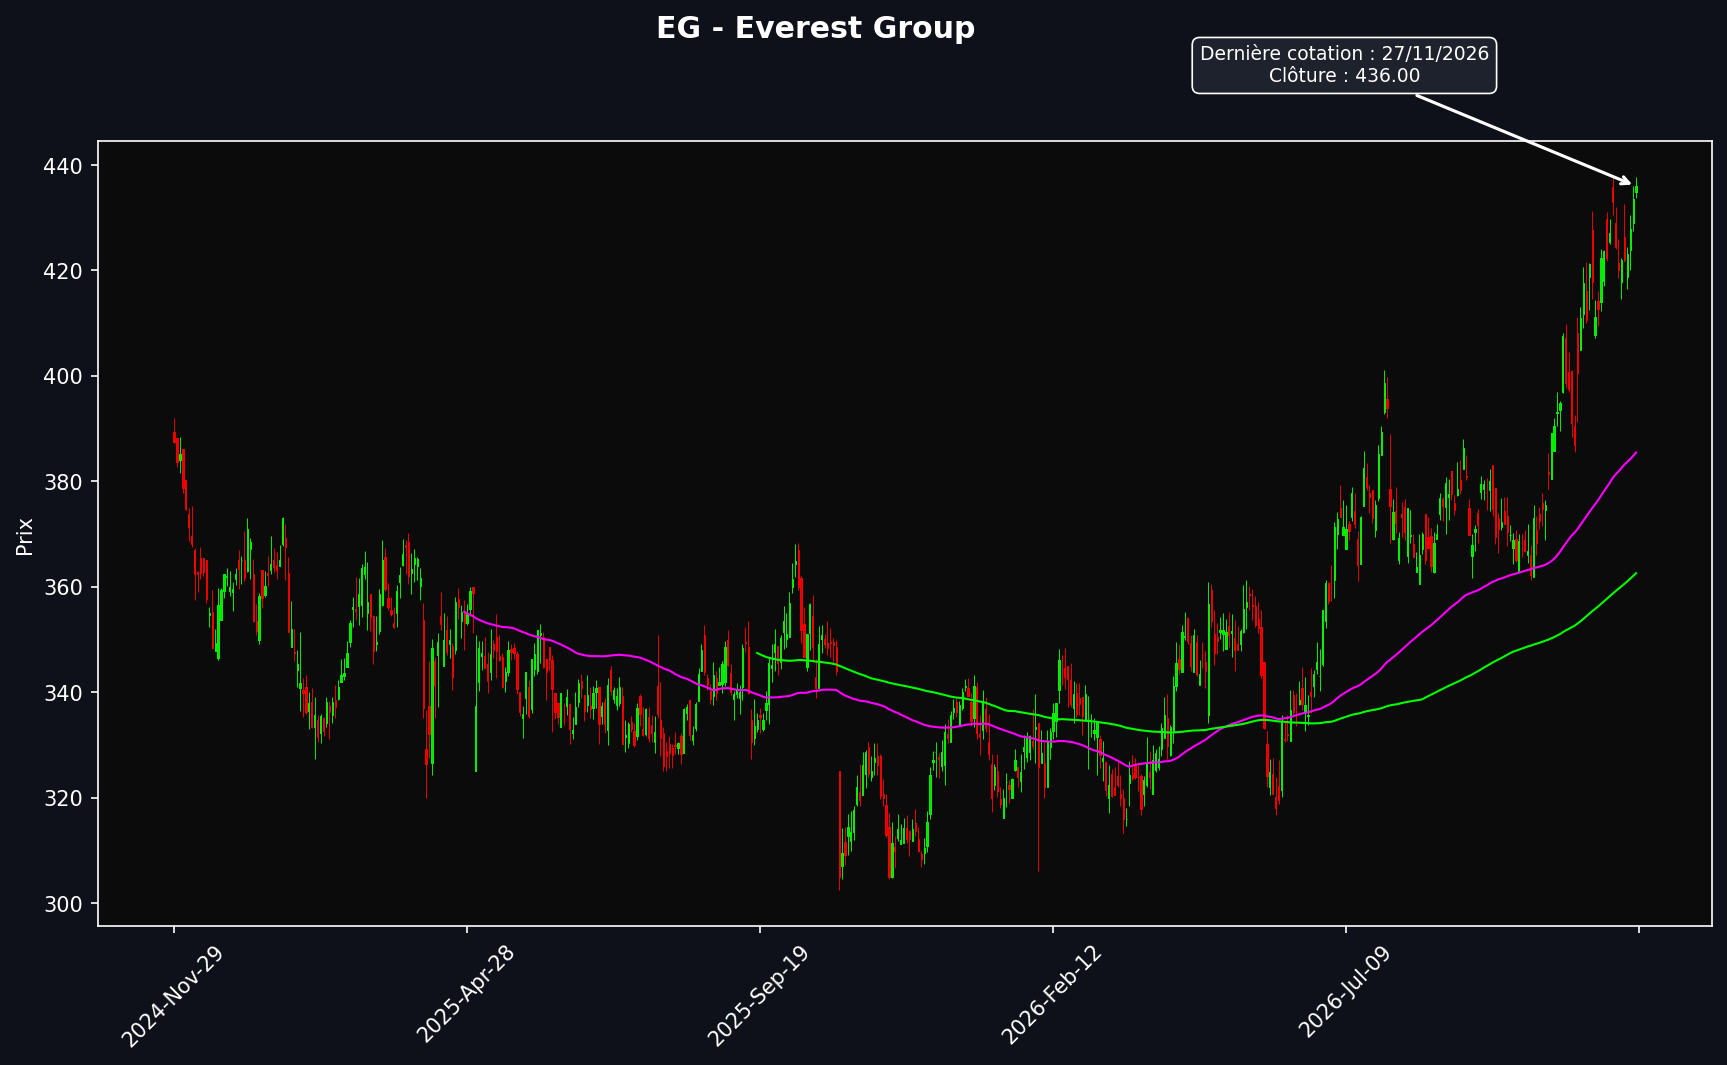 EG - Everest Group
Dernière cotation : 27/11/2026
Clôture : 436.00
Prix
440
420
400
380
360
340
320
300
2024-Nov-29
2025-Apr-28
2025-Sep-19
2026-Feb-12
2026-Jul-09